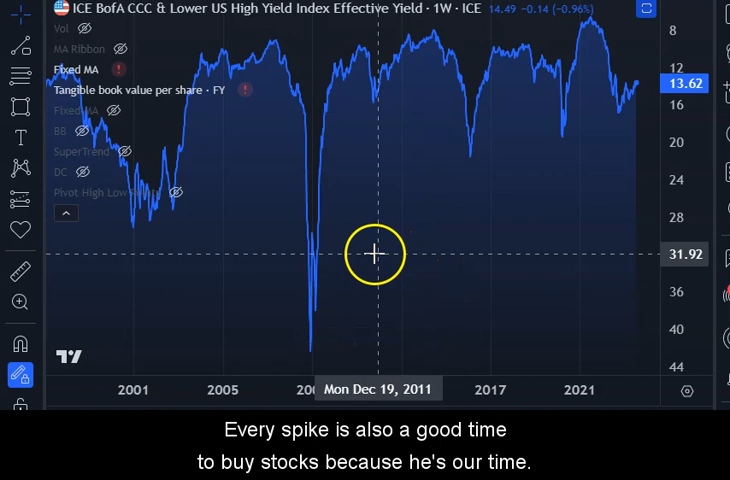 ICE BofA CCC & Lower US High Yield Index Effective Yield · 1W · ICE 14.49 −0.14 (−0.96%)
Vol
MA Ribbon
Fixed MA
Tangible book value per share · FY
Fixed MA
BB
SuperTrend
DC
Pivot High Low
8
12
13.62
16
20
24
28
31.92
36
40
44
2001
2005
Mon Dec 19, 2011
2017
2021
Every spike is also a good time
to buy stocks because he's our time.